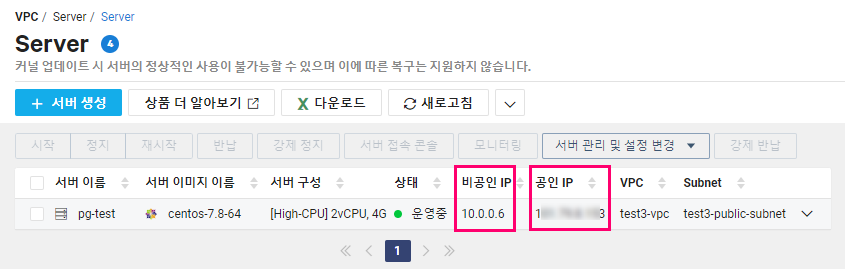 VPC / Server / Server
Server 4
커널 업데이트 시 서버의 정상적인 사용이 불가능할 수 있으며 이에 따른 복구는 지원하지 않습니다.
+ 서버 생성 상품 더 알아보기 다운로드 새로고침
시작 정지 재시작 반납 강제 정지 서버 접속 콘솔 모니터링 서버 관리 및 설정 변경 강제 반납
서버 이름 서버 이미지 이름 서버 구성 상태 비공인 IP 공인 IP VPC Subnet
pg-test centos-7.8-64 [High-CPU] 2vCPU, 4G 운영중 10.0.0.6 test3-vpc test3-public-subnet
1